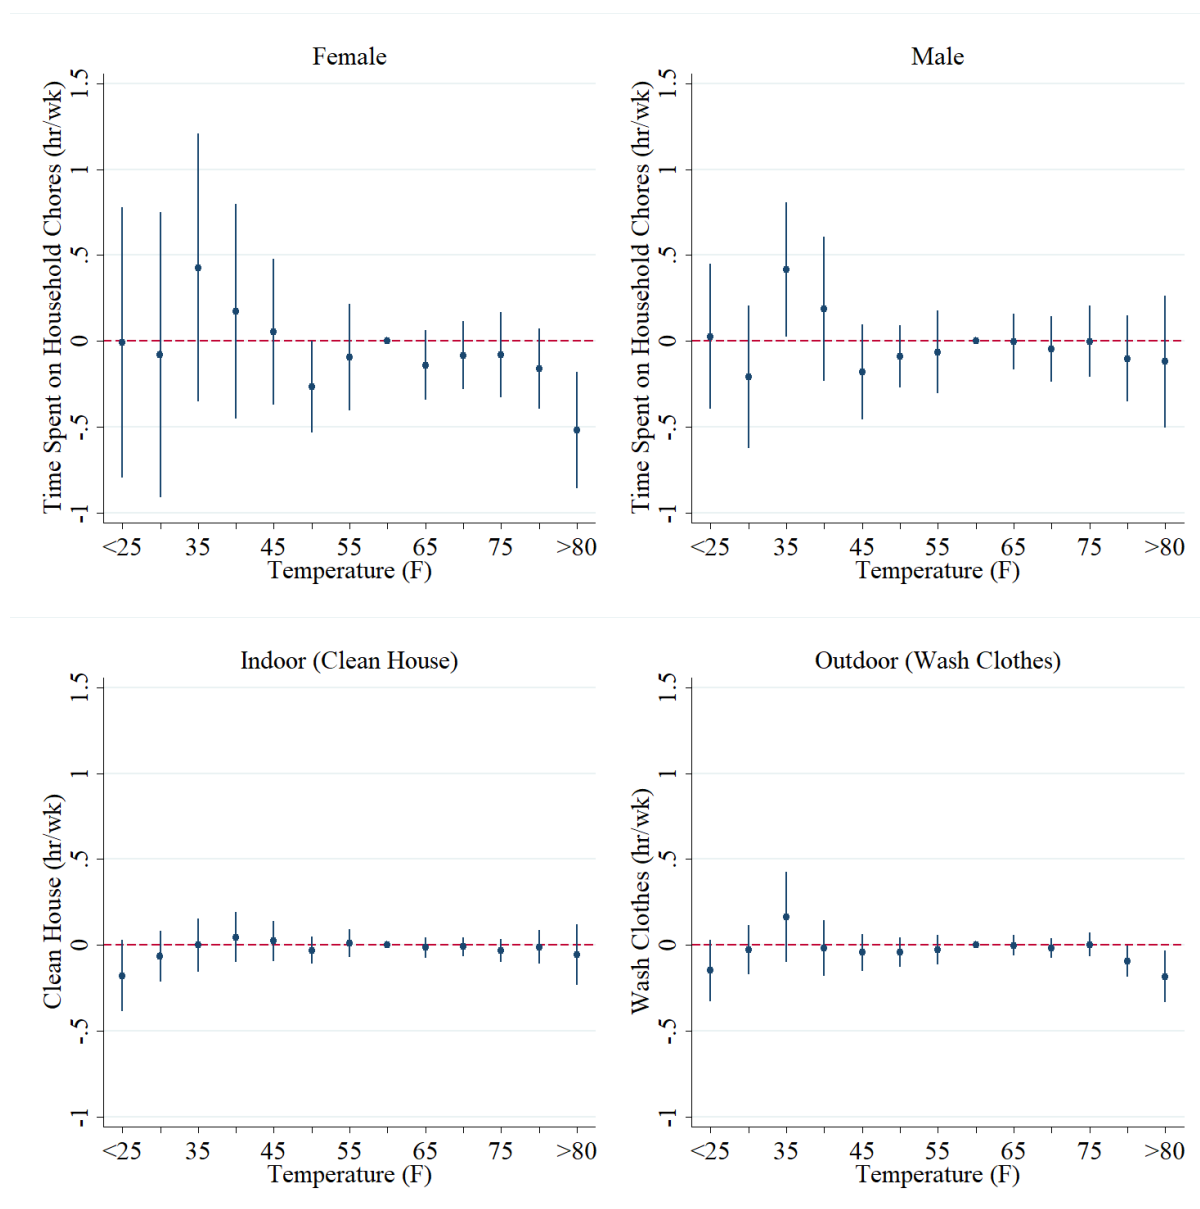 Female
Time Spent on Household Chores (hr/wk)
1.5
1
.5
0
-.5
-1
<25 35 45 55 65 75 >80
Temperature (F)
Male
Time Spent on Household Chores (hr/wk)
1.5
1
.5
0
-.5
-1
<25 35 45 55 65 75 >80
Temperature (F)
Indoor (Clean House)
Clean House (hr/wk)
1.5
1
.5
0
-.5
-1
<25 35 45 55 65 75 >80
Temperature (F)
Outdoor (Wash Clothes)
Wash Clothes (hr/wk)
1.5
1
.5
0
-.5
-1
<25 35 45 55 65 75 >80
Temperature (F)